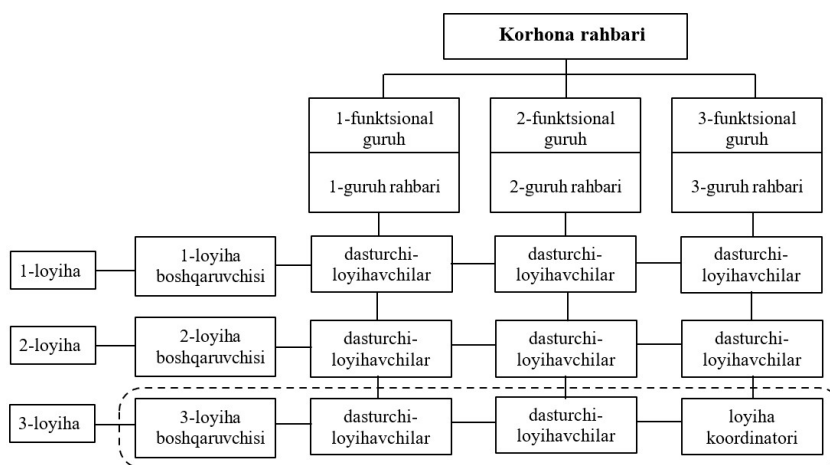 Korhona rahbari
1-funktsional
guruh
1-guruh rahbari
2-funktsional
guruh
2-guruh rahbari
3-funktsional
guruh
3-guruh rahbari
1-loyiha
1-loyiha
boshqaruvchisi
dasturchi-
loyihavchilar
dasturchi-
loyihavchilar
dasturchi-
loyihavchilar
2-loyiha
2-loyiha
boshqaruvchisi
dasturchi-
loyihavchilar
dasturchi-
loyihavchilar
dasturchi-
loyihavchilar
3-loyiha
3-loyiha
boshqaruvchisi
dasturchi-
loyihavchilar
dasturchi-
loyihavchilar
loyiha
koordinatori